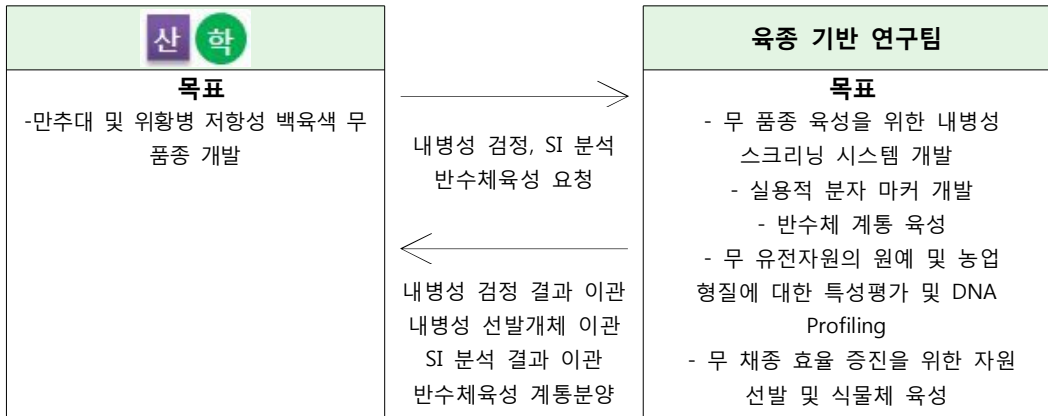 산 학
목표
-만추대 및 위황병 저항성 백육색 무
품종 개발
내병성 검정, SI 분석
반수체육성 요청
내병성 검정 결과 이관
내병성 선발개체 이관
SI 분석 결과 이관
반수체육성 계통분양
육종 기반 연구팀
목표
- 무 품종 육성을 위한 내병성
스크리닝 시스템 개발
- 실용적 분자 마커 개발
- 반수체 계통 육성
- 무 유전자원의 원예 및 농업
형질에 대한 특성평가 및 DNA
Profiling
- 무 채종 효율 증진을 위한 자원
선발 및 식물체 육성